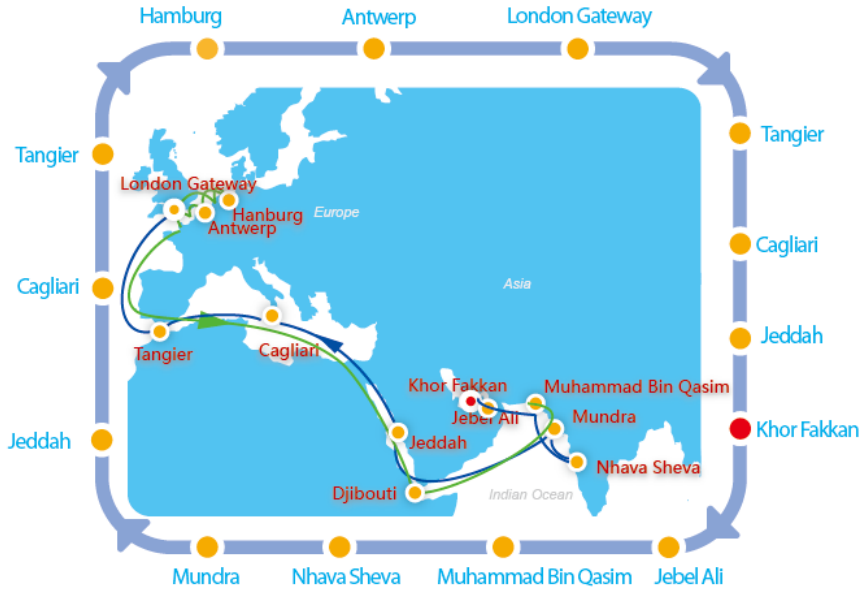 Hamburg
Antwerp
London Gateway
Tangier
Tangier
London Gateway
Hanburg
Antwerp
Europe
Cagliari
Asia
Cagliari
Jeddah
Tangier
Cagliari
Khor Fakkan
Muhammad Bin Qasim
Jebel Ali
Mundra
Khor Fakkan
Jeddah
Jeddah
Nhava Sheva
Djibouti
Indian Ocean
Mundra
Nhava Sheva
Muhammad Bin Qasim
Jebel Ali